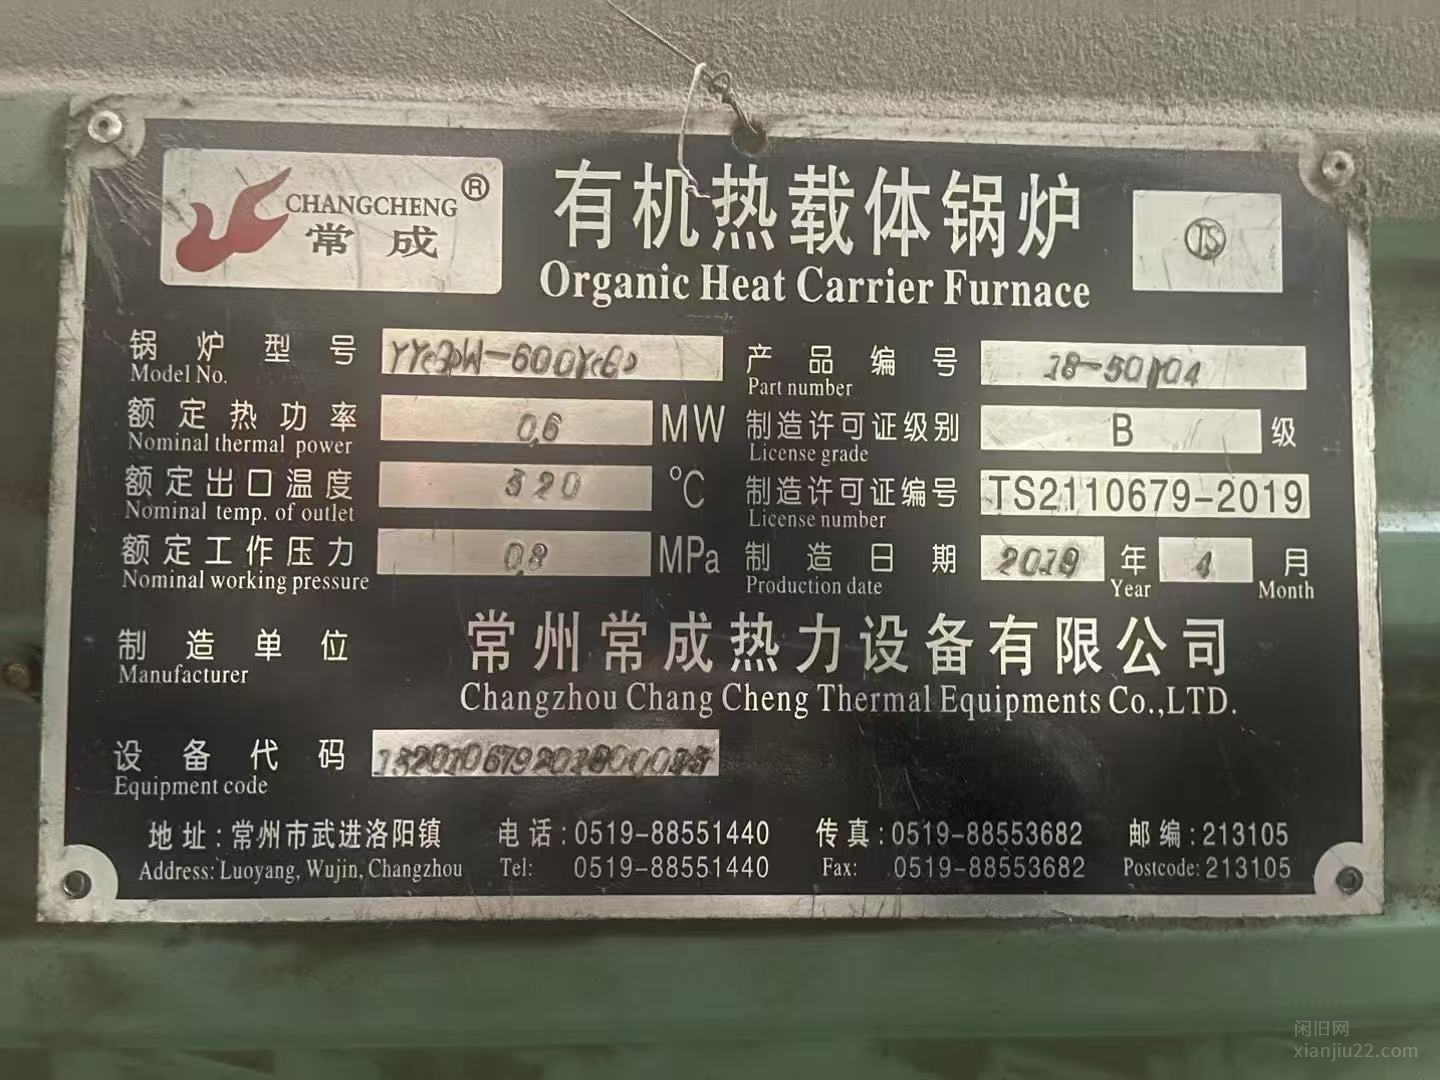 CHANGCHENG ®
常成
有机热载体锅炉
Organic Heat Carrier Furnace
TS
锅炉型号
Model No.
产品编号 18-50Y04
Part number
额定热功率 0.6 MW
Nominal thermal power
制造许可证级别 B 级
License grade
额定出口温度 320 ℃
Nominal temp. of outlet
制造许可证编号 TS2110679-2019
License number
额定工作压力 0.8 MPa
Nominal working pressure
制造日期 2019 年 1 月
Production date Year Month
制造单位 常州常成热力设备有限公司
Manufacturer Changzhou Chang Cheng Thermal Equipments Co.,LTD.
设备代码
Equipment code
地址:常州市武进洛阳镇 电话:0519-88551440 传真:0519-88553682 邮编:213105
Address: Luoyang, Wujin, Changzhou Tel: 0519-88551440 Fax: 0519-88553682 Postcode: 213105
闲旧网
xianjiu22.com